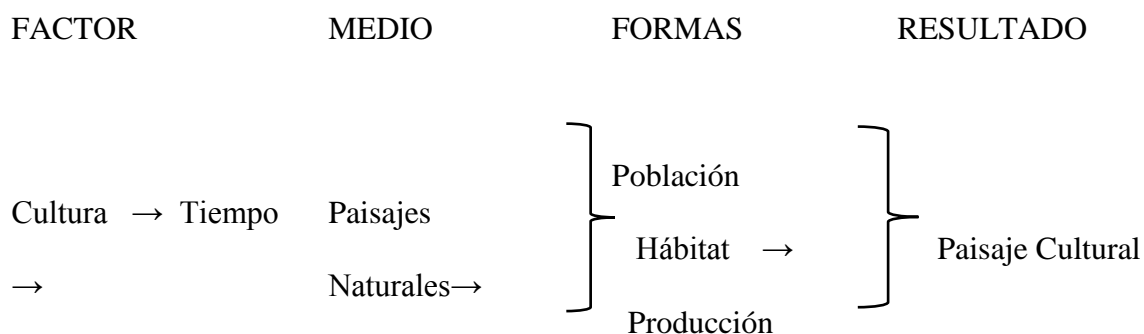 FACTOR MEDIO FORMAS RESULTADO
Población
Cultura → Tiempo Paisajes
Hábitat → Paisaje Cultural
→ Naturales→
Producción